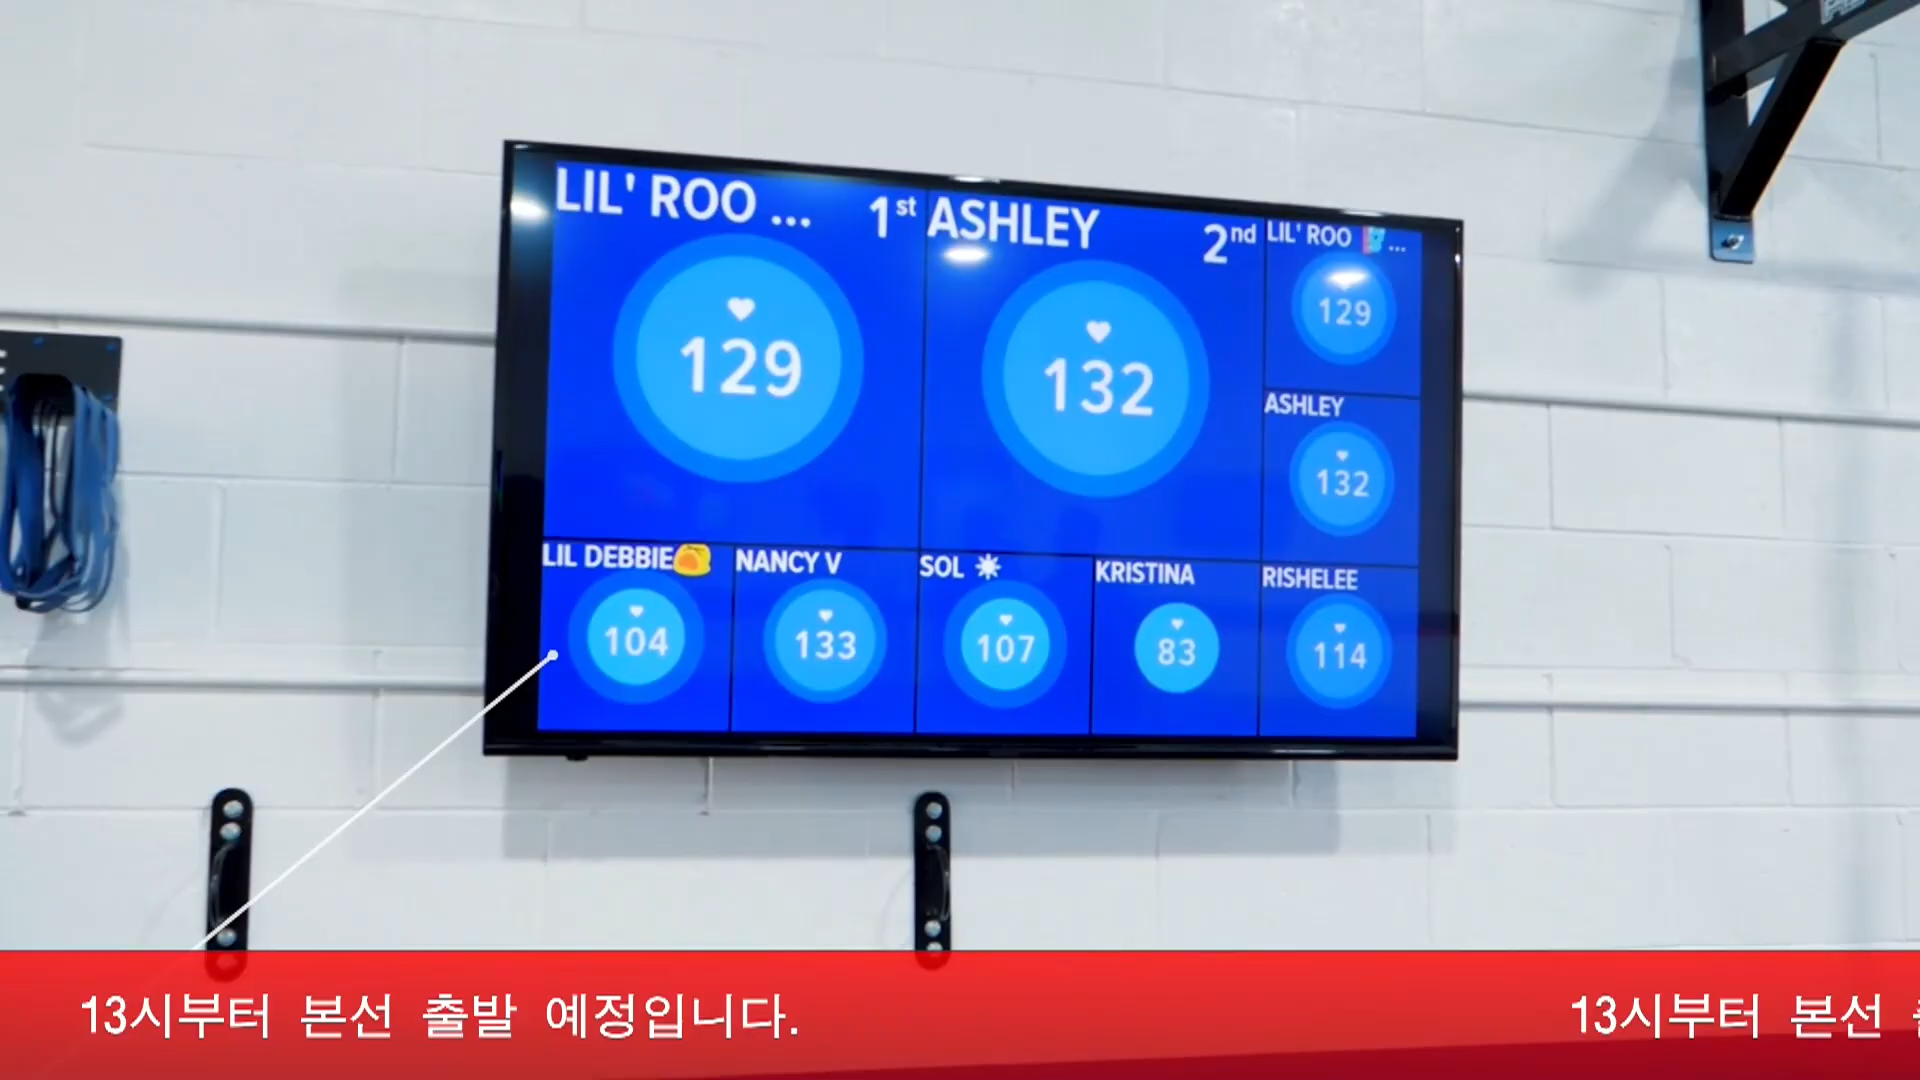 LIL' ROO ...
1st
129
ASHLEY
2nd
132
LIL' ROO ...
129
ASHLEY
132
LIL DEBBIE
104
NANCY V
133
SOL ☀
107
KRISTINA
83
RISHELEE
114
13시부터 본선 출발 예정입니다.
13시부터 본선